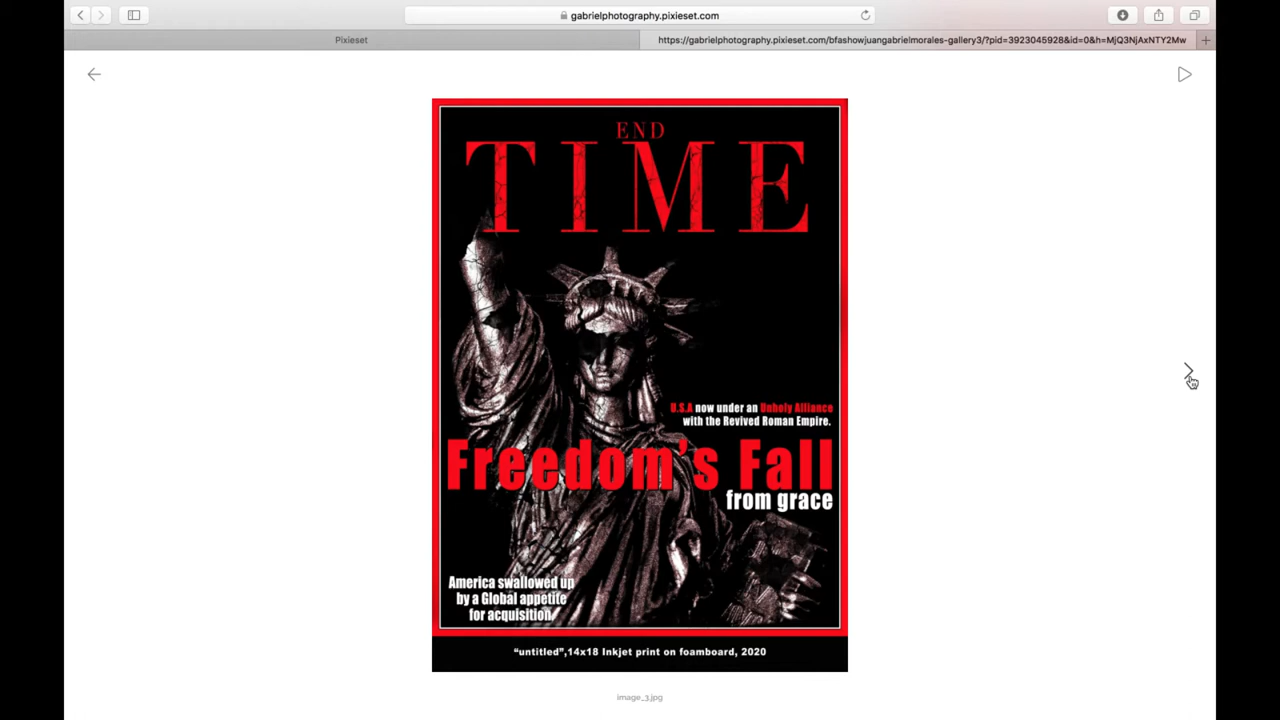 gabrielphotography.pixieset.com
Pixieset
https://gabrielphotography.pixieset.com/bfashowjuangabrielmorales-gallery3/?pid=3923045928&id=0&h=MjQ3NjAxNTY2Mw
END
TIME
U.S.A now under an Unholy Alliance
with the Revived Roman Empire.
Freedom's Fall
from grace
America swallowed up
by a Global appetite
for acquisition.
"untitled",14x18 Inkjet print on foamboard, 2020
image_3.jpg